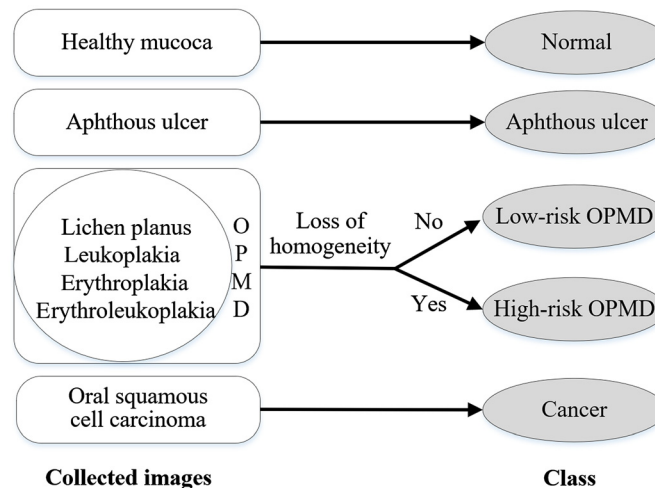 Healthy mucoca
Normal
Aphthous ulcer
Aphthous ulcer
Lichen planus
Leukoplakia
Erythroplakia
Erythroleukoplakia
O
P
M
D
Loss of
homogeneity
No
Yes
Low-risk OPMD
High-risk OPMD
Oral squamous
cell carcinoma
Cancer
Collected images
Class